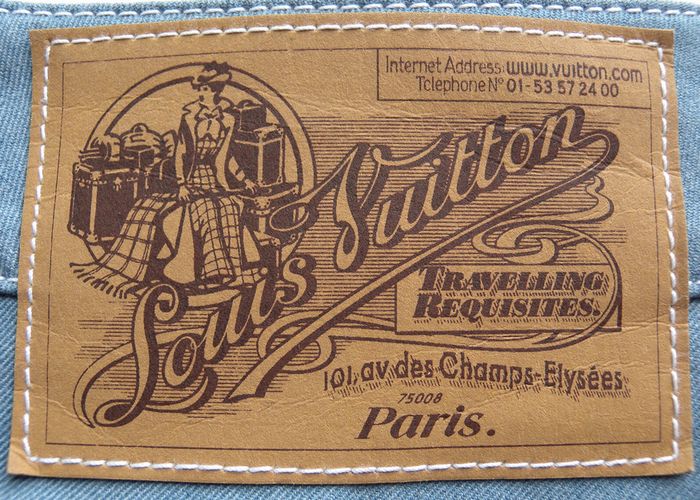 Internet Address: www.vuitton.com
Telephone Nº 01-53 57 24 00
Louis Vuitton
TRAVELLING
REQUISITES.
101, av. des Champs-Elysées
75008
Paris.